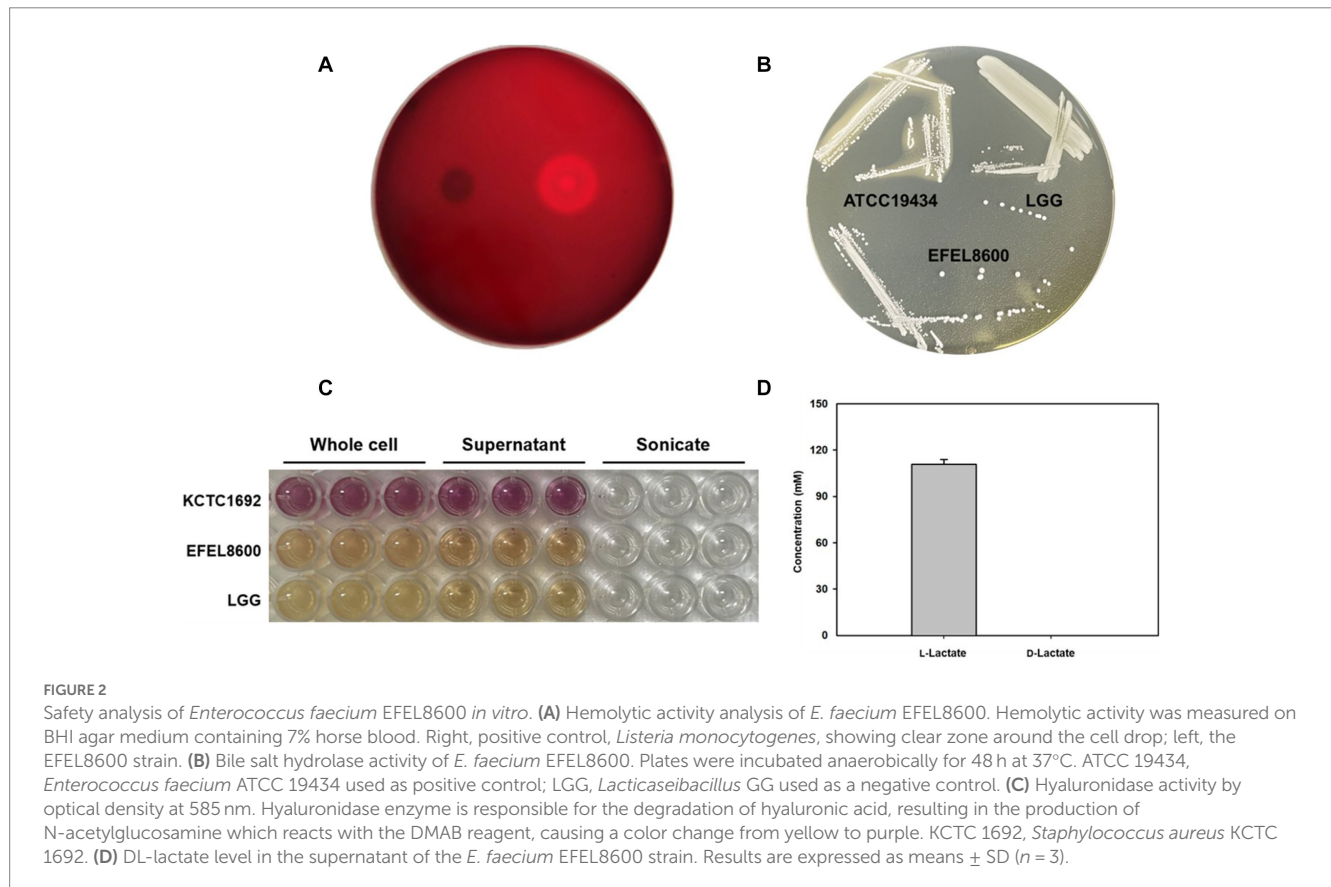 A
B
ATCC19434
LGG
EFEL8600
C
Whole cell Supernatant Sonicate
KCTC1692
EFEL8600
LGG
D
150
120
90
60
30
0
Concentration (mM)
L-Lactate D-Lactate
FIGURE 2
Safety analysis of Enterococcus faecium EFEL8600 in vitro. (A) Hemolytic activity analysis of E. faecium EFEL8600. Hemolytic activity was measured on
BHI agar medium containing 7% horse blood. Right, positive control, Listeria monocytogenes, showing clear zone around the cell drop; left, the
EFEL8600 strain. (B) Bile salt hydrolase activity of E. faecium EFEL8600. Plates were incubated anaerobically for 48 h at 37°C. ATCC 19434,
Enterococcus faecium ATCC 19434 used as positive control; LGG, Lacticaseibacillus GG used as a negative control. (C) Hyaluronidase activity by
optical density at 585 nm. Hyaluronidase enzyme is responsible for the degradation of hyaluronic acid, resulting in the production of
N-acetylglucosamine which reacts with the DMAB reagent, causing a color change from yellow to purple. KCTC 1692, Staphylococcus aureus KCTC
1692. (D) DL-lactate level in the supernatant of the E. faecium EFEL8600 strain. Results are expressed as means ± SD (n = 3).